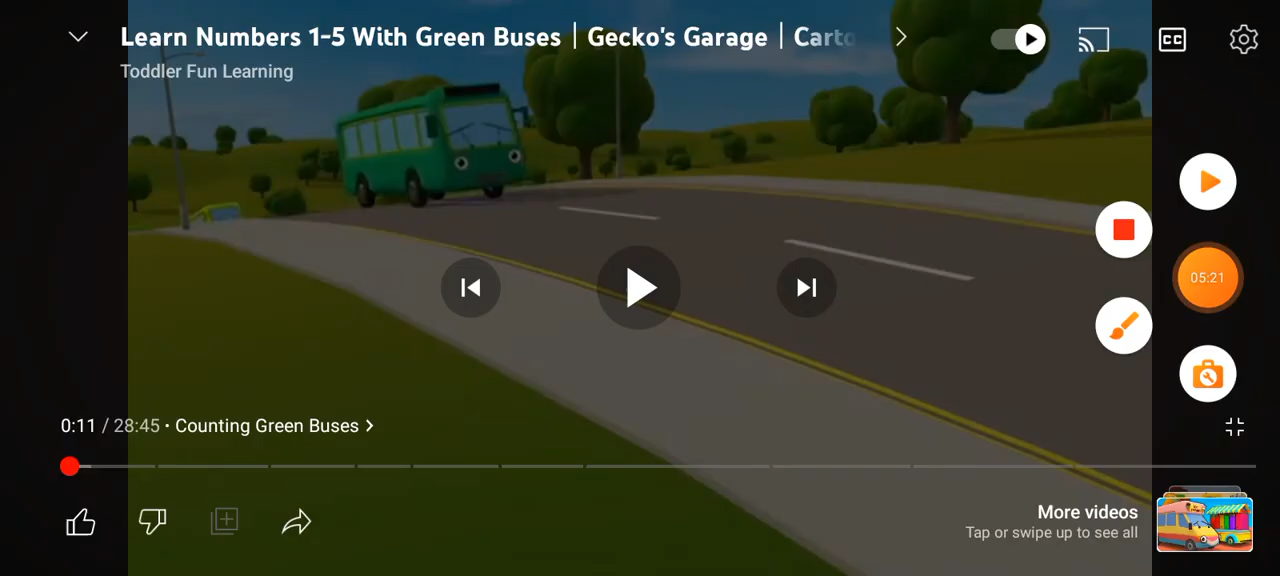 Learn Numbers 1-5 With Green Buses | Gecko's Garage | Carto
Toddler Fun Learning
CC
05:21
0:11 / 28:45 • Counting Green Buses
More videos
Tap or swipe up to see all